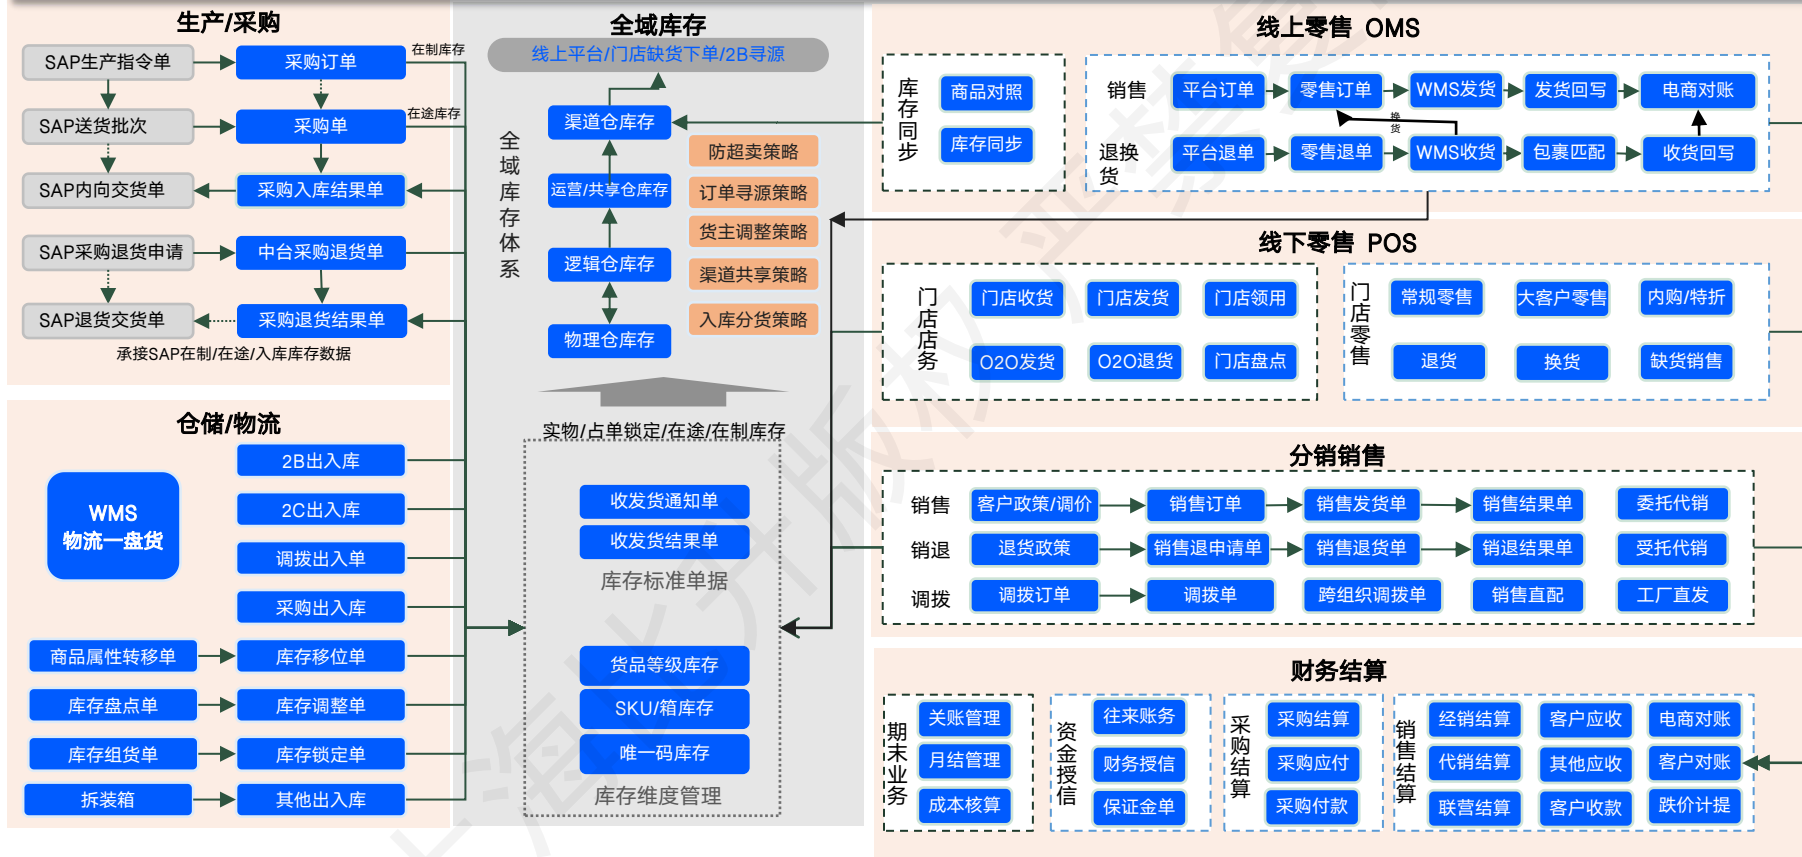 生产/采购
SAP生产指令单
采购订单
在制库存
SAP送货批次
采购单
在途库存
SAP内向交货单
采购入库结果单
SAP采购退货申请
中台采购退货单
SAP退货交货单
采购退货结果单
承接SAP在制/在途/入库库存数据
仓储/物流
WMS
物流一盘货
2B出入库
2C出入库
调拨出入单
采购出入库
商品属性转移单
库存移位单
库存盘点单
库存调整单
库存组货单
库存锁定单
拆装箱
其他出入库
全域库存
线上平台/门店缺货下单/2B寻源
全域库存体系
渠道仓库存
运营/共享仓库存
逻辑仓库存
物理仓库存
防超卖策略
订单寻源策略
货主调整策略
渠道共享策略
入库分货策略
实物/占单锁定/在途/在制库存
收发货通知单
收发货结果单
库存标准单据
货品等级库存
SKU/箱库存
唯一码库存
库存维度管理
线上零售 OMS
库存同步
商品对照
库存同步
销售
平台订单
零售订单
WMS发货
发货回写
电商对账
换货
退换货
平台退单
零售退单
WMS收货
包裹匹配
收货回写
线下零售 POS
门店店务
门店收货
门店发货
门店领用
O2O发货
O2O退货
门店盘点
门店零售
常规零售
大客户零售
内购/特折
退货
换货
缺货销售
分销销售
销售
客户政策/调价
销售订单
销售发货单
销售结果单
委托代销
销退
退货政策
销售退申请单
销售退货单
销退结果单
受托代销
调拨
调拨订单
调拨单
跨组织调拨单
销售直配
工厂直发
财务结算
期末业务
关账管理
月结管理
成本核算
资金授信
往来账务
财务授信
保证金单
采购结算
采购结算
采购应付
采购付款
销售结算
经销结算
客户应收
电商对账
代销结算
其他应收
客户对账
联营结算
客户收款
跌价计提